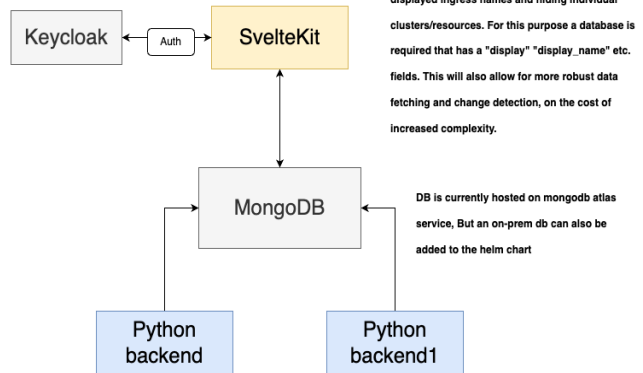 displayed ingress names and hiding individual
clusters/resources. For this purpose a database is
required that has a "display" "display_name" etc.
fields. This will also allow for more robust data
fetching and change detection, on the cost of
increased complexity.
Keycloak
Auth
SvelteKit
MongoDB
DB is currently hosted on mongodb atlas
service, But an on-prem db can also be
added to the helm chart
Python
backend
Python
backend1